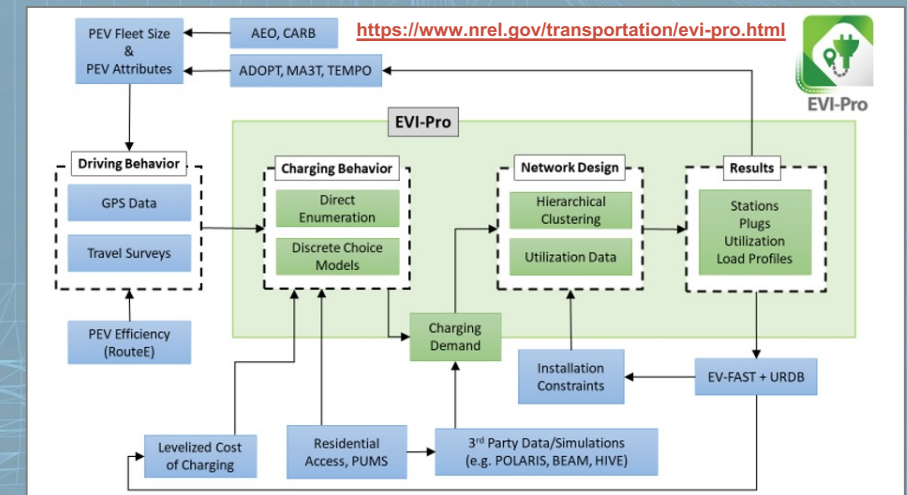 PEV Fleet Size
&
PEV Attributes
AEO, CARB
https://www.nrel.gov/transportation/evi-pro.html
ADOPT, MA3T, TEMPO
EVI-Pro
EVI-Pro
Driving Behavior
GPS Data
Travel Surveys
Charging Behavior
Direct
Enumeration
Discrete Choice
Models
Network Design
Hierarchical
Clustering
Utilization Data
Results
Stations
Plugs
Utilization
Load Profiles
PEV Efficiency
(RouteE)
Charging
Demand
Installation
Constraints
EV-FAST + URDB
Levelized Cost
of Charging
Residential
Access, PUMS
3rd Party Data/Simulations
(e.g. POLARIS, BEAM, HIVE)